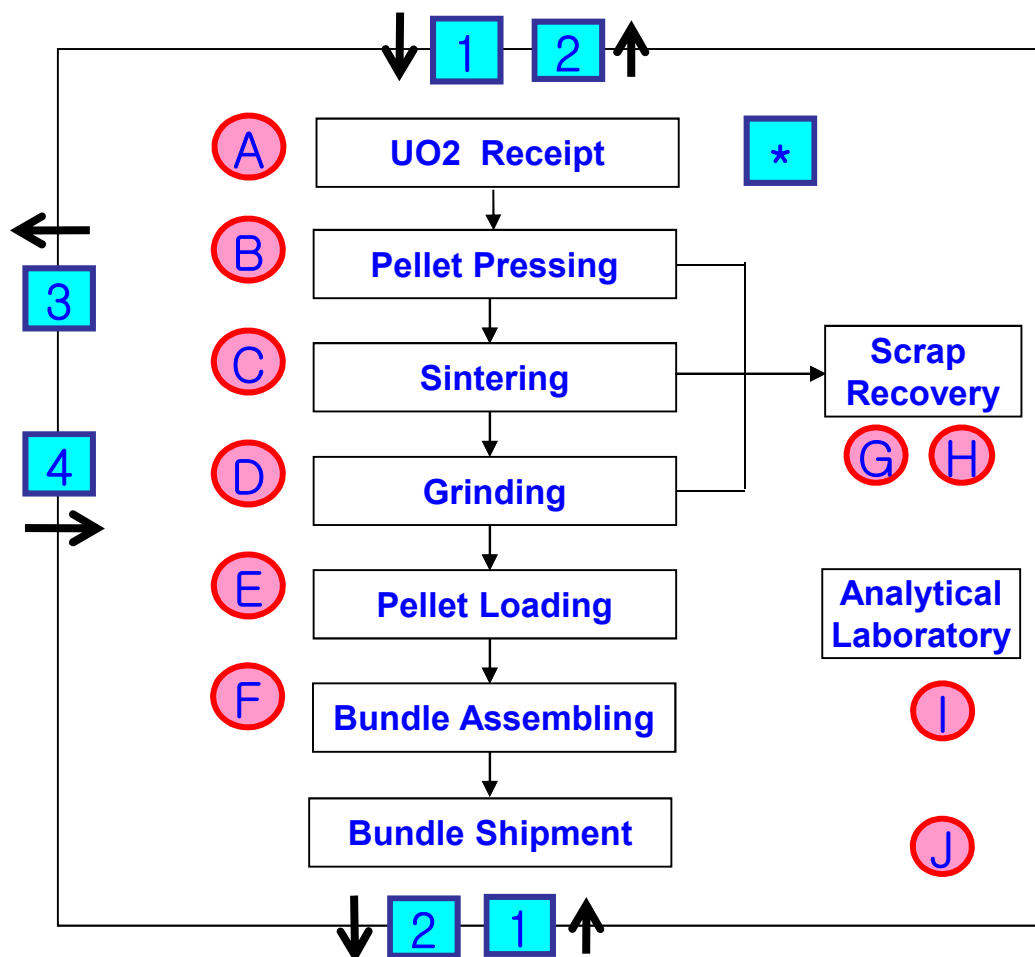 1 2
A UO2 Receipt *
B Pellet Pressing
3
C Sintering
Scrap
Recovery
G H
4
D Grinding
E Pellet Loading
Analytical
Laboratory
F Bundle Assembling
I
Bundle Shipment
J
2 1